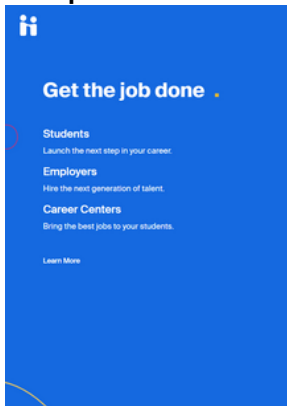 Get the job done .
Students
Launch the next step in your career.
Employers
Hire the next generation of talent.
Career Centers
Bring the best jobs to your students.
Learn More